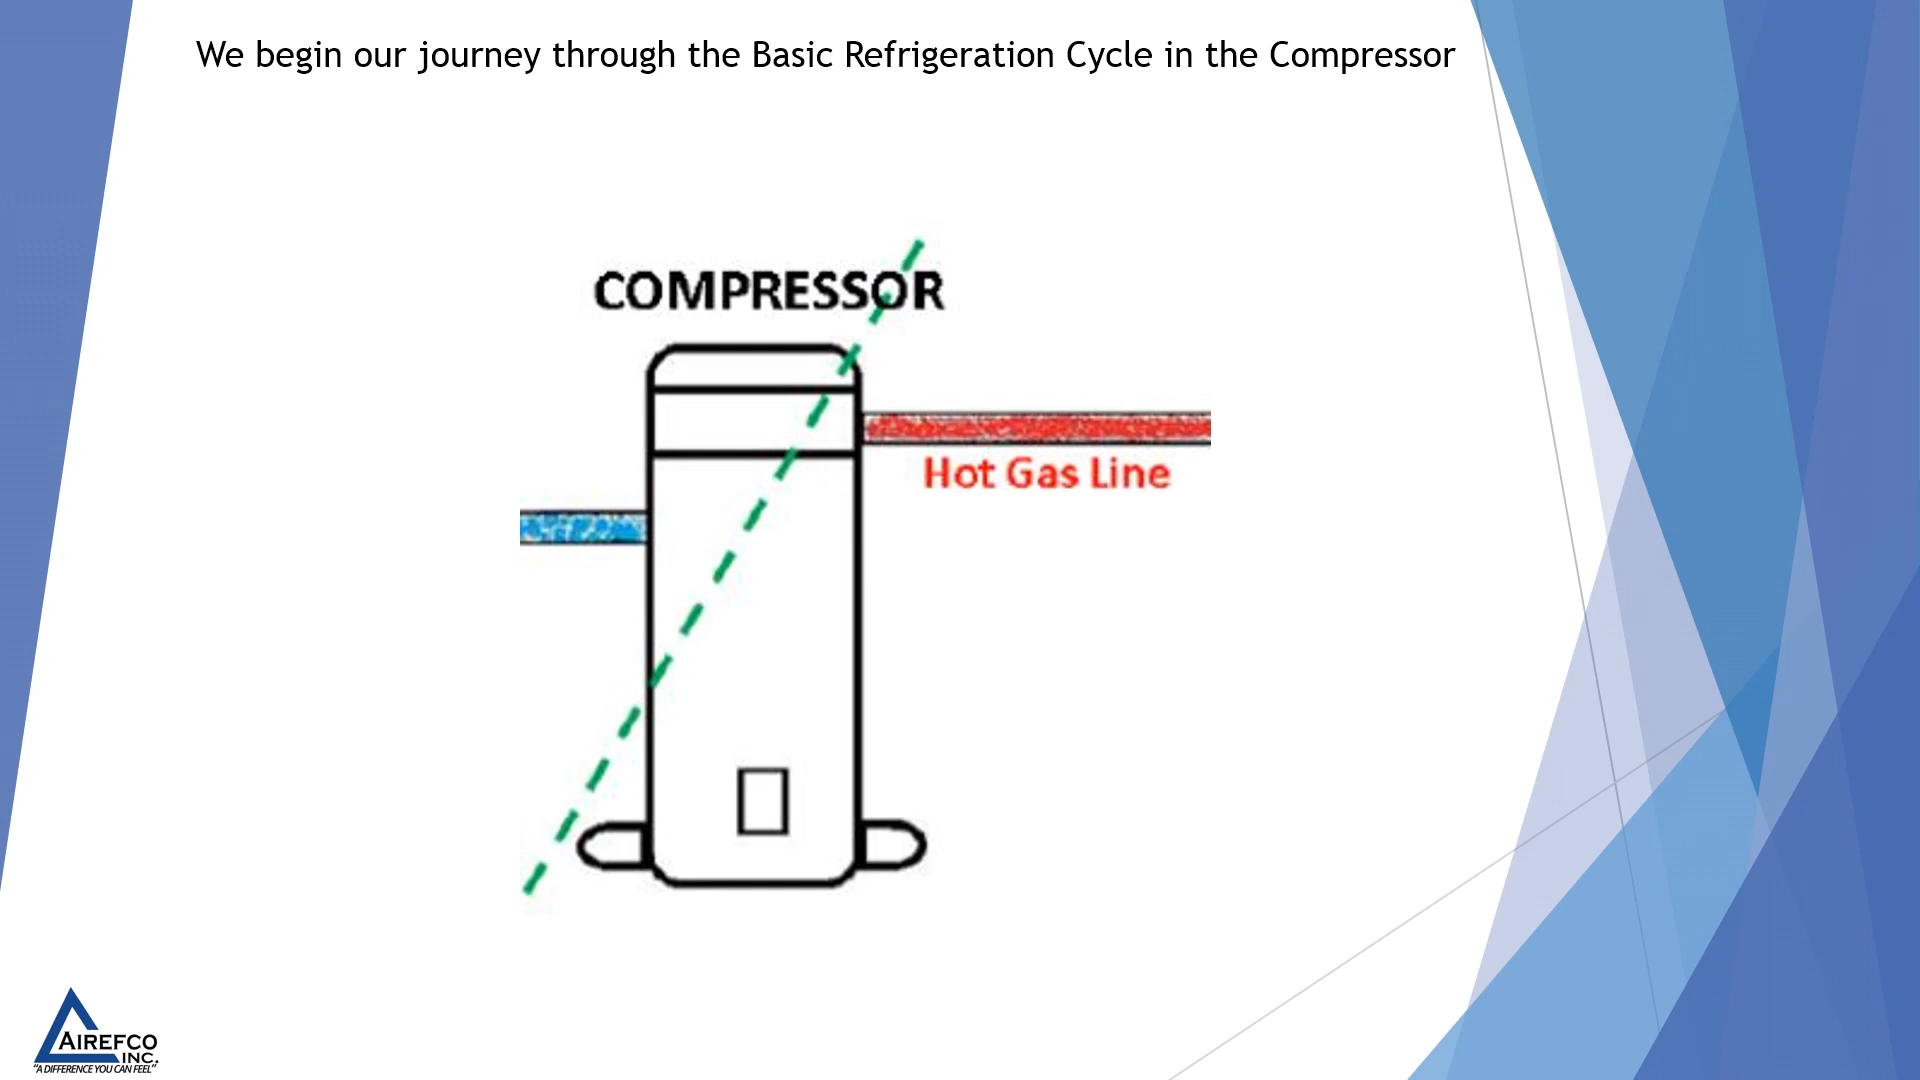 We begin our journey through the Basic Refrigeration Cycle in the Compressor
COMPRESSOR
Hot Gas Line
AIREFCO
INC.
"A DIFFERENCE YOU CAN FEEL"